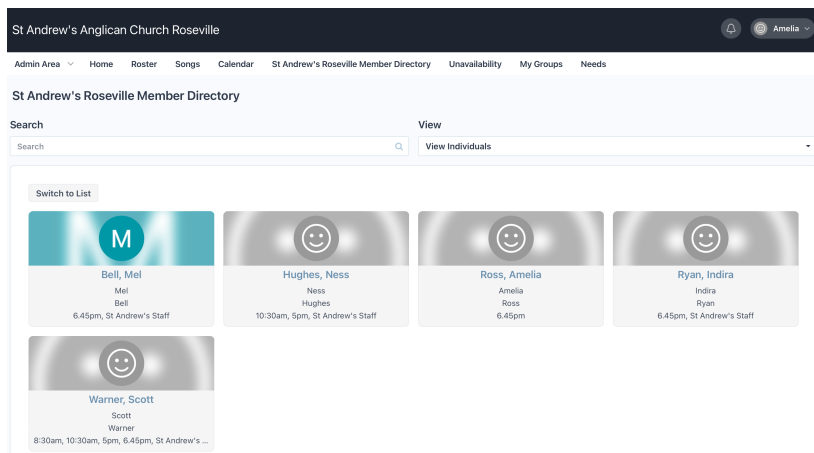 St Andrew's Anglican Church Roseville
Amelia
Admin Area Home Roster Songs Calendar St Andrew's Roseville Member Directory Unavailability My Groups Needs
St Andrew's Roseville Member Directory
Search
View
Search
View Individuals
Switch to List
M
Bell, Mel
Mel
Bell
6.45pm, St Andrew's Staff
Hughes, Ness
Ness
Hughes
10:30am, 5pm, St Andrew's Staff
Ross, Amelia
Amelia
Ross
6.45pm
Ryan, Indira
Indira
Ryan
6.45pm, St Andrew's Staff
Warner, Scott
Scott
Warner
8:30am, 10:30am, 5pm, 6.45pm, St Andrew's ...